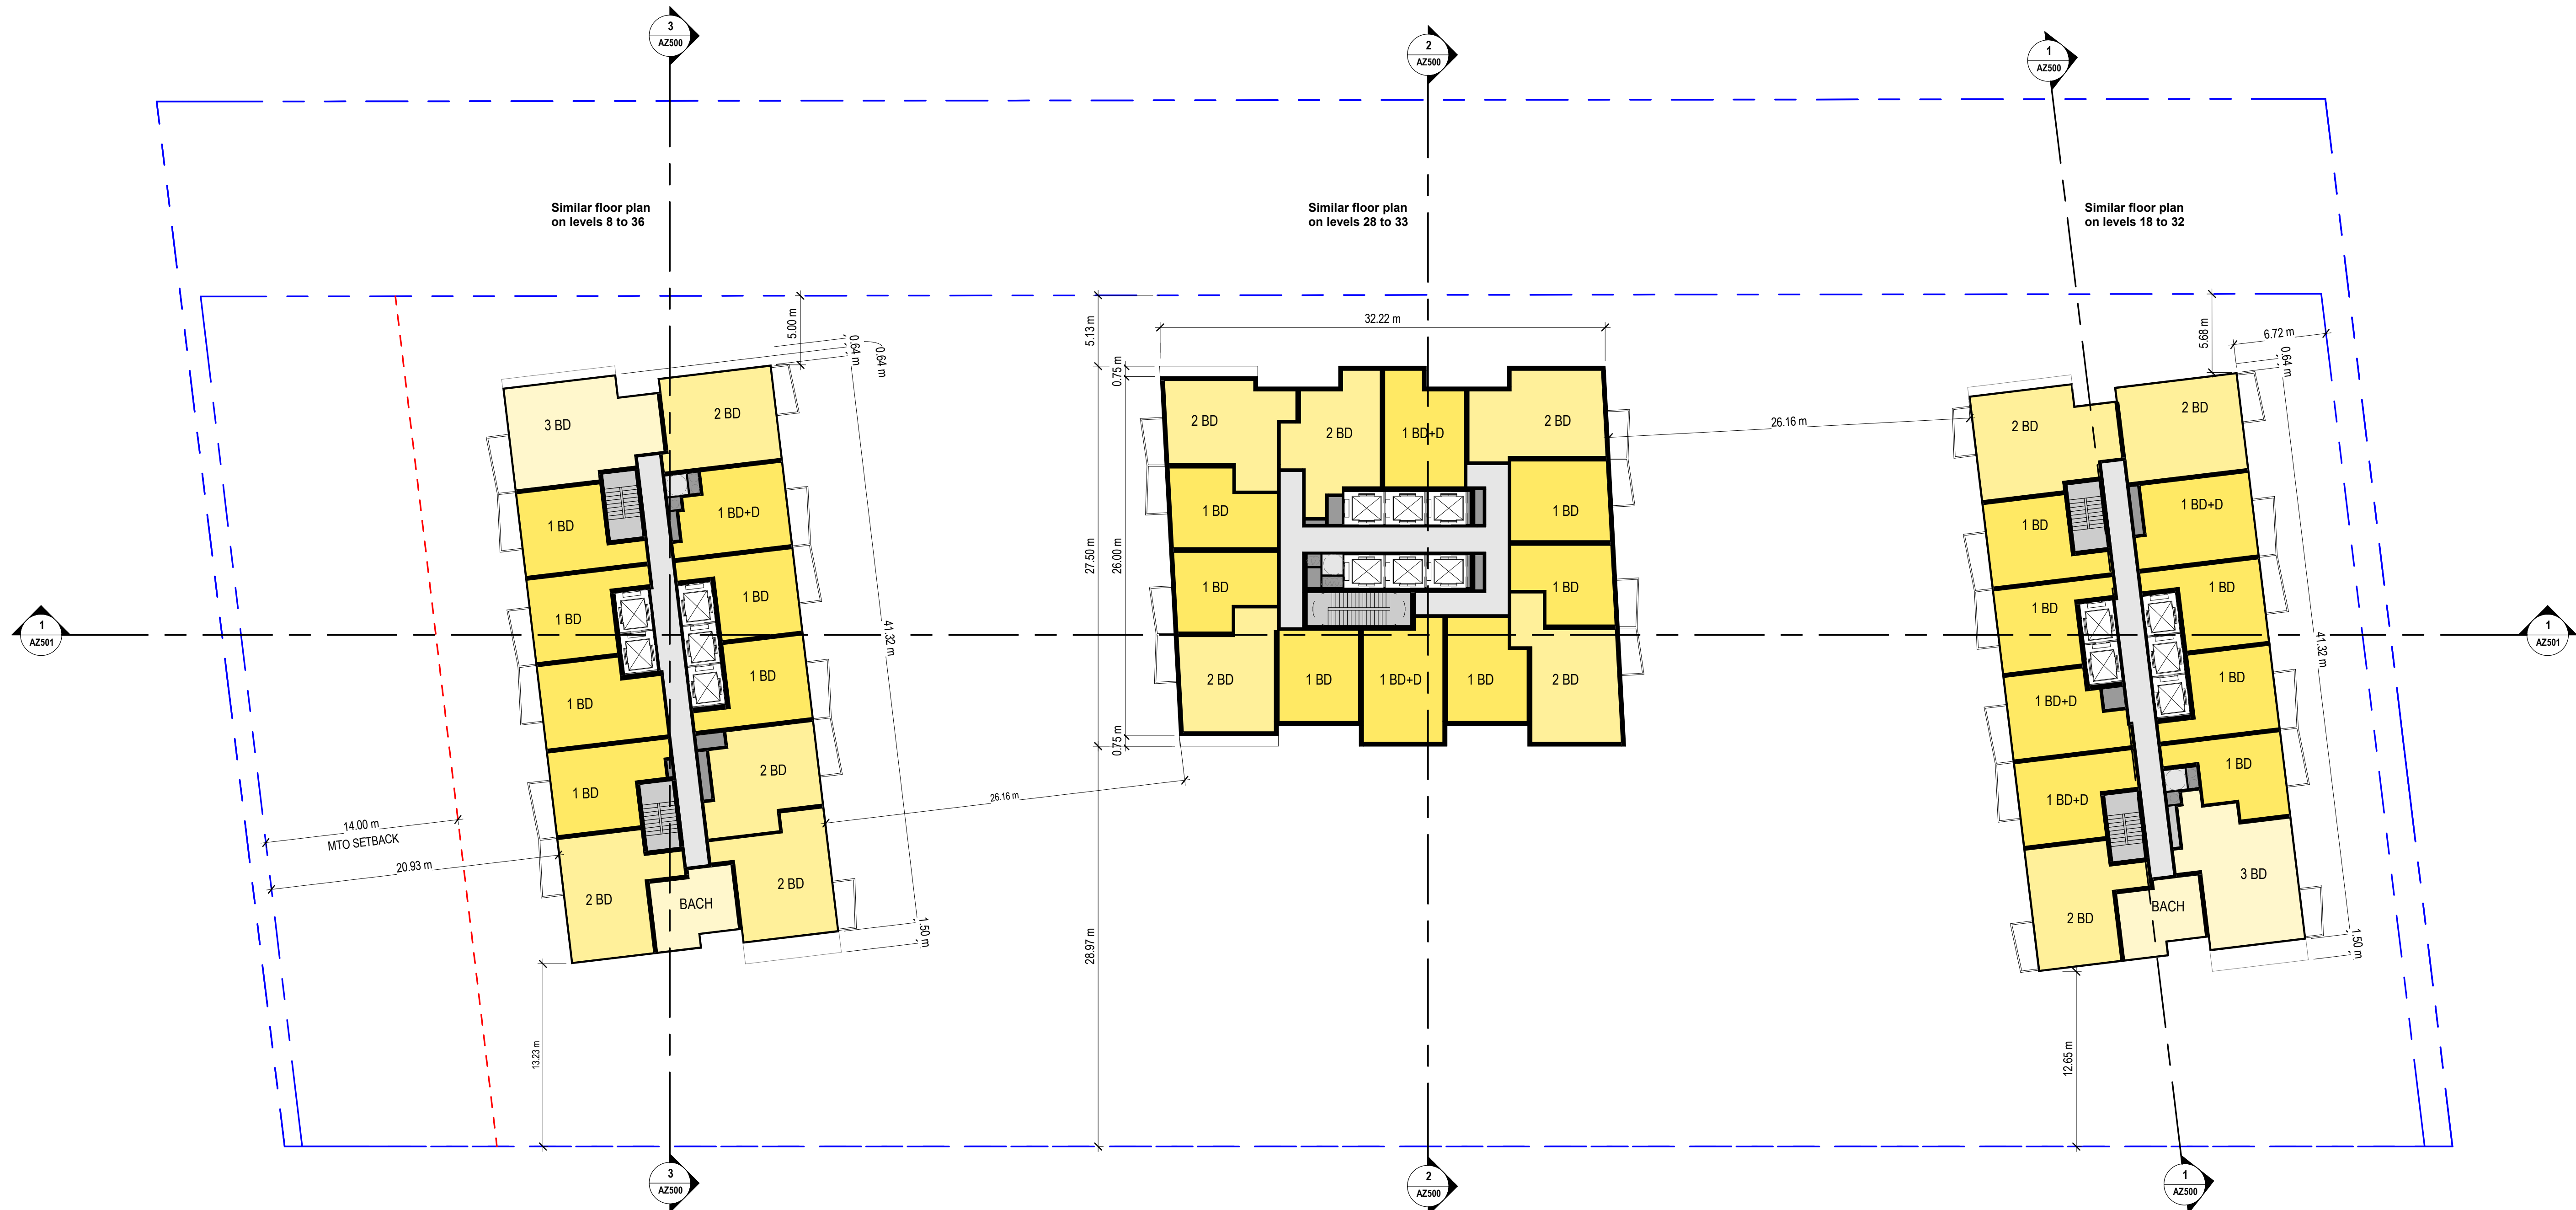 3
AZ500
2
AZ500
1
AZ500
Similar floor plan
on levels 8 to 36
Similar floor plan
on levels 28 to 33
Similar floor plan
on levels 18 to 32
5.00 m
0.64 m
0.64 m
3 BD
2 BD
1 BD
1 BD+D
1 BD
1 BD
1 BD
1 BD
1 BD
2 BD
2 BD
BACH
2 BD
41.32 m
1.50 m
14.00 m
MTO SETBACK
20.93 m
13.23 m
26.16 m
5.13 m
0.75 m
32.22 m
27.50 m
26.00 m
0.75 m
28.97 m
2 BD
2 BD
1 BD+D
2 BD
1 BD
1 BD
1 BD
1 BD
2 BD
1 BD
1 BD+D
1 BD
2 BD
26.16 m
5.68 m
6.72 m
0.64 m
2 BD
2 BD
1 BD
1 BD+D
1 BD
1 BD
1 BD+D
1 BD
1 BD+D
1 BD
2 BD
BACH
3 BD
41.32 m
1.50 m
12.65 m
1
AZ501
1
AZ501
3
AZ500
2
AZ500
1
AZ500